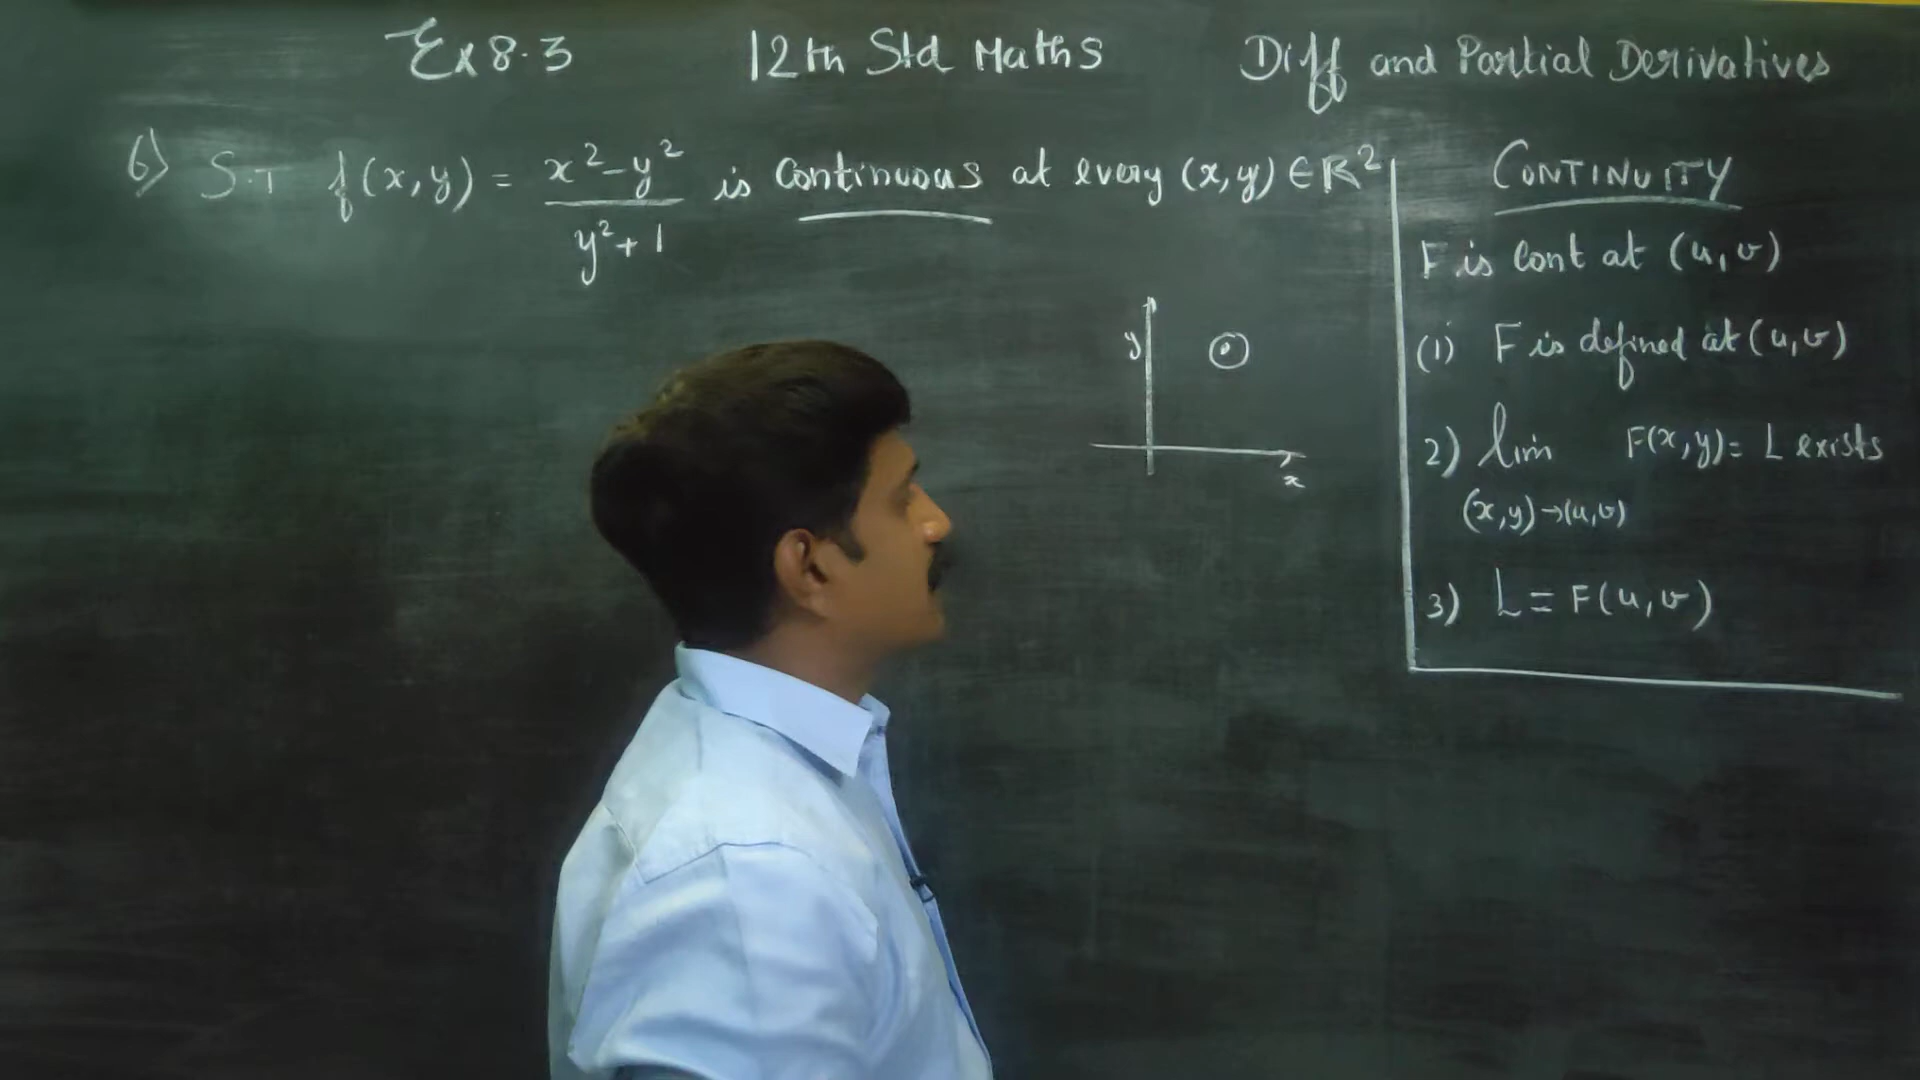 Ex 8.3 12th Std Maths Diff and Partial Derivatives
6) S.T f(x,y) = x²-y² / y²+1 is continuous at every (x,y) ∈ R²
y
x
CONTINUITY
F is cont at (u,v)
(1) F is defined at (u,v)
2) lim F(x,y) = L exists
(x,y)→(u,v)
3) L = F(u,v)